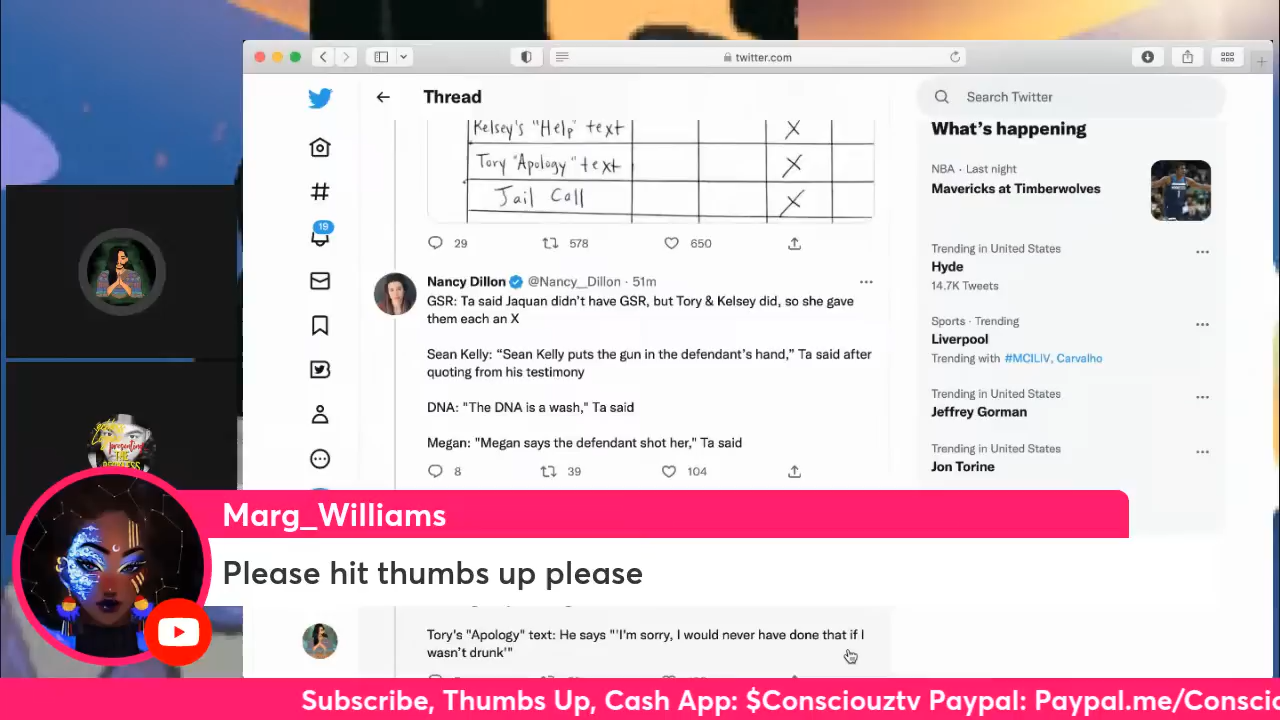 twitter.com
Thread
Search Twitter
Kelsey's "Help" text X
Tory "Apology" text X
Jail Call X
29 578 650
What's happening
NBA · Last night
Mavericks at Timberwolves
Trending in United States
Hyde
14.7K Tweets
Sports · Trending
Liverpool
Trending with #MCILIV, Carvalho
Trending in United States
Jeffrey Gorman
Trending in United States
Jon Torine
19
Nancy Dillon @Nancy__Dillon · 51m
GSR: Ta said Jaquan didn't have GSR, but Tory & Kelsey did, so she gave
them each an X
Sean Kelly: “Sean Kelly puts the gun in the defendant's hand,” Ta said after
quoting from his testimony
DNA: "The DNA is a wash," Ta said
Megan: "Megan says the defendant shot her," Ta said
8 39 104
presenting
THE
Marg_Williams
Please hit thumbs up please
Tory's "Apology" text: He says "'I'm sorry, I would never have done that if I
wasn't drunk'"
Subscribe, Thumbs Up, Cash App: $Consciouztv Paypal: Paypal.me/Conscio